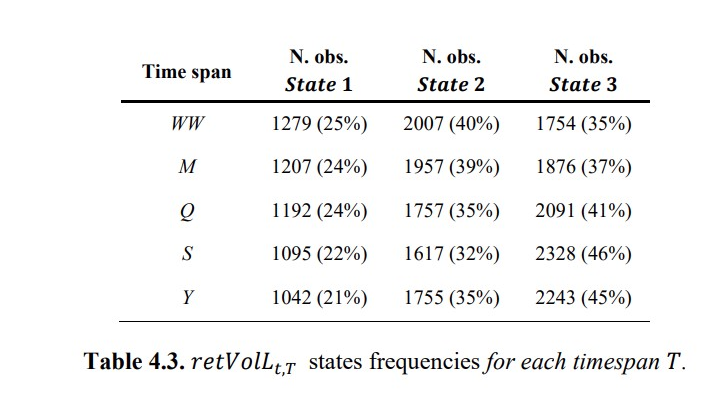 Time span N. obs. State 1 N. obs. State 2 N. obs. State 3
WW 1279 (25%) 2007 (40%) 1754 (35%)
M 1207 (24%) 1957 (39%) 1876 (37%)
Q 1192 (24%) 1757 (35%) 2091 (41%)
S 1095 (22%) 1617 (32%) 2328 (46%)
Y 1042 (21%) 1755 (35%) 2243 (45%)
Table 4.3. retVolL_{t,T} states frequencies for each timespan T.